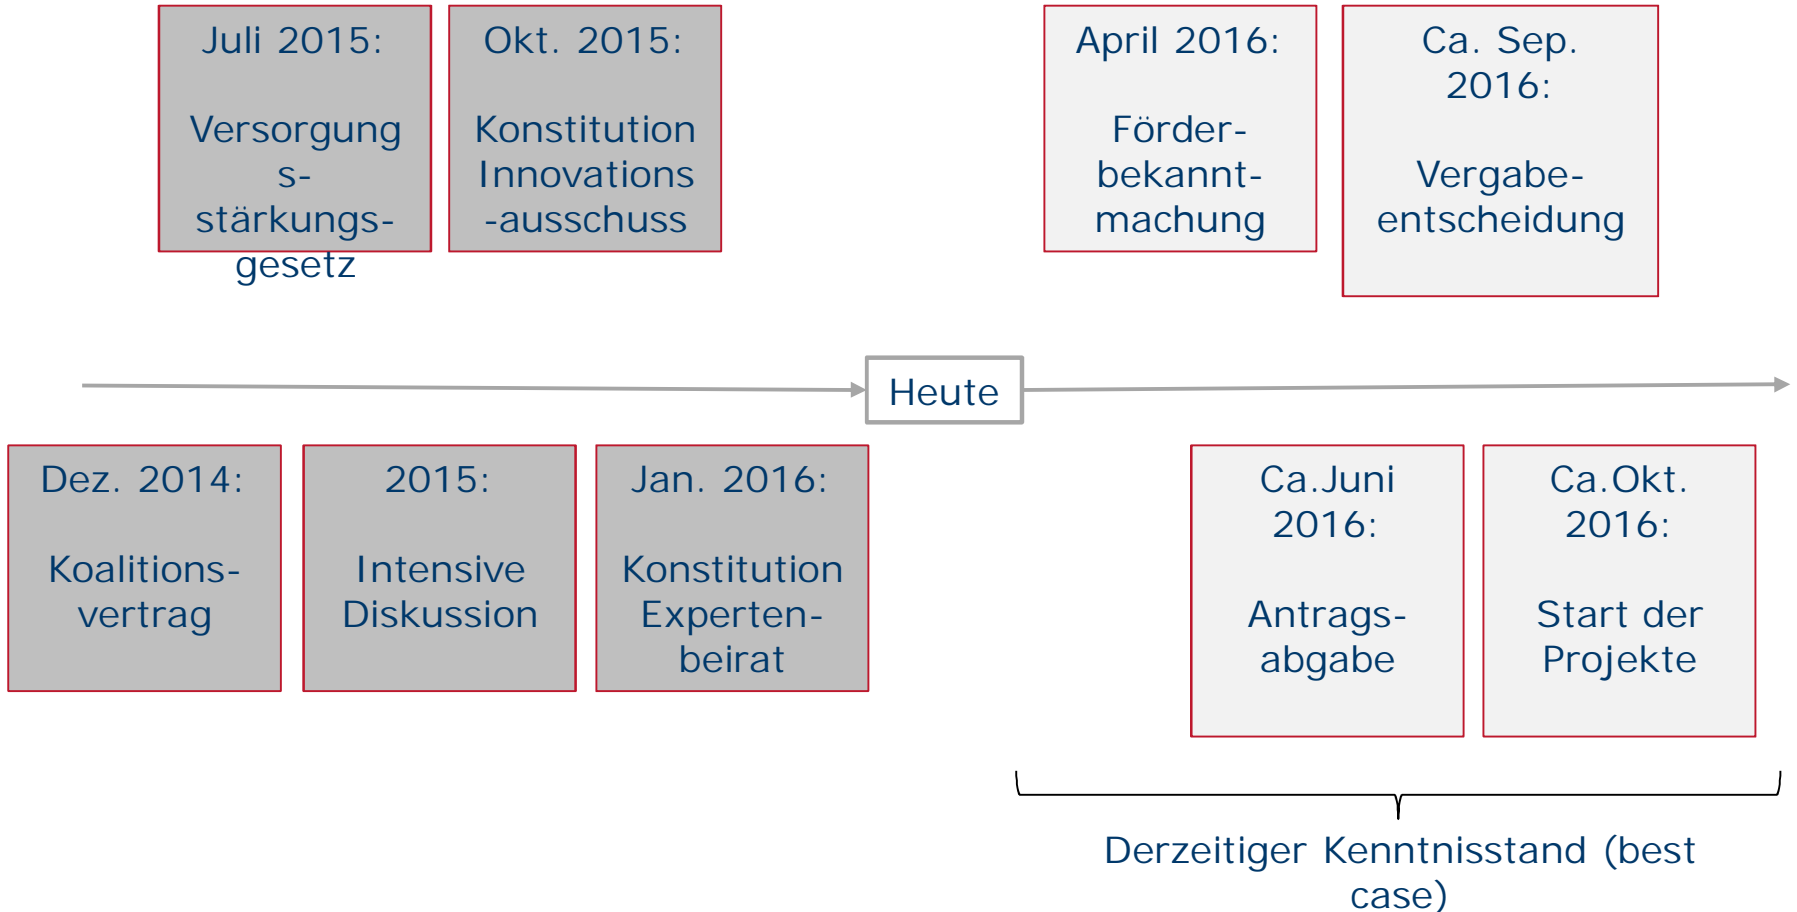 Juli 2015:
Versorgung
s-
stärkungs-
gesetz
Okt. 2015:
Konstitution
Innovations
-ausschuss
April 2016:
Förder-
bekannt-
machung
Ca. Sep.
2016:
Vergabe-
entscheidung
Heute
Dez. 2014:
Koalitions-
vertrag
2015:
Intensive
Diskussion
Jan. 2016:
Konstitution
Experten-
beirat
Ca.Juni
2016:
Antrags-
abgabe
Ca.Okt.
2016:
Start der
Projekte
Derzeitiger Kenntnisstand (best
case)